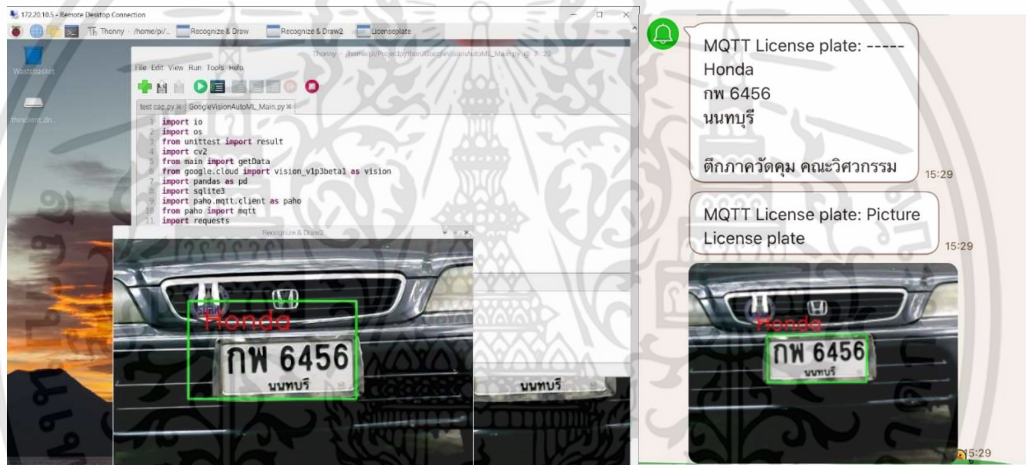 172.20.10.5 - Remote Desktop Connection
Thonny - /home/pi/...
Recognize & Draw
Recognize & Draw2
Licenseplate
Wastebasket
Thonny - /home/pi/Project/python/
File Edit View Run Tools Help
test cap.py × GoogleVisionAutoML_Main.py ×
1 import io
2 import os
3 from unittest import result
4 import cv2
5 from main import getData
6 from google.cloud import vision_v1p3beta1 as vision
7 import pandas as pd
8 import sqlite3
9 import paho.mqtt.client as paho
10 from paho import mqtt
11 import requests
Recognize & Draw2
Honda
กพ 6456
นนทบุรี
นนทบุรี
MQTT License plate: -----
Honda
กพ 6456
นนทบุรี
ตึกภาควัดคุม คณะวิศวกรรม
15:29
MQTT License plate: Picture
License plate
15:29
Honda
กพ 6456
นนทบุรี
15:29